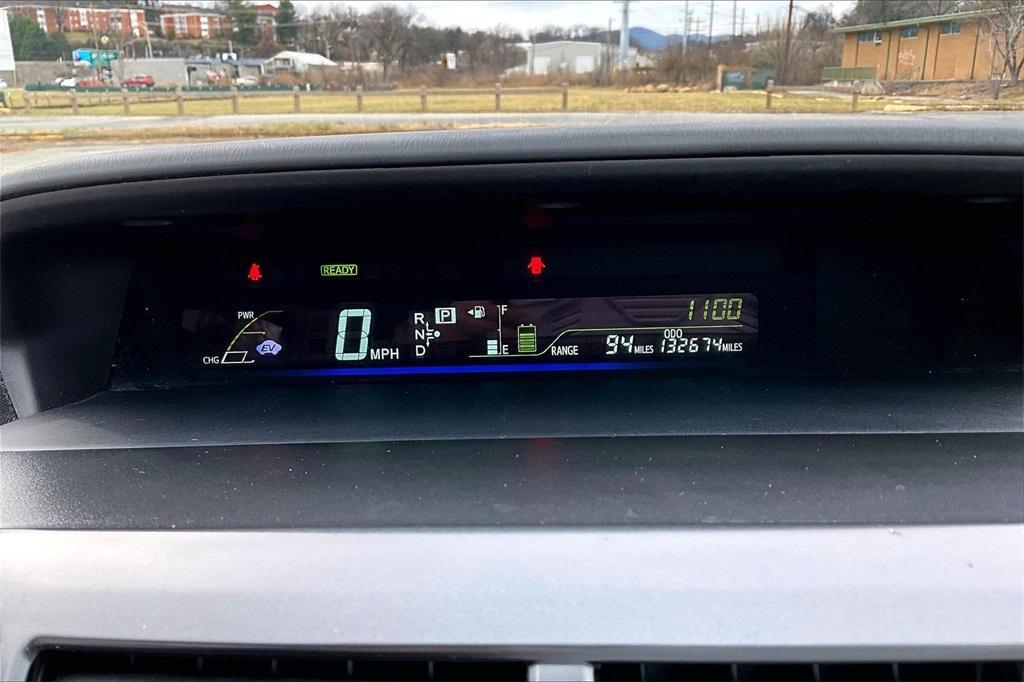 READY
PWR
EV
CHG
0 MPH
R
N
D
P
F
E
1100
RANGE 94 MILES
ODO
132674 MILES